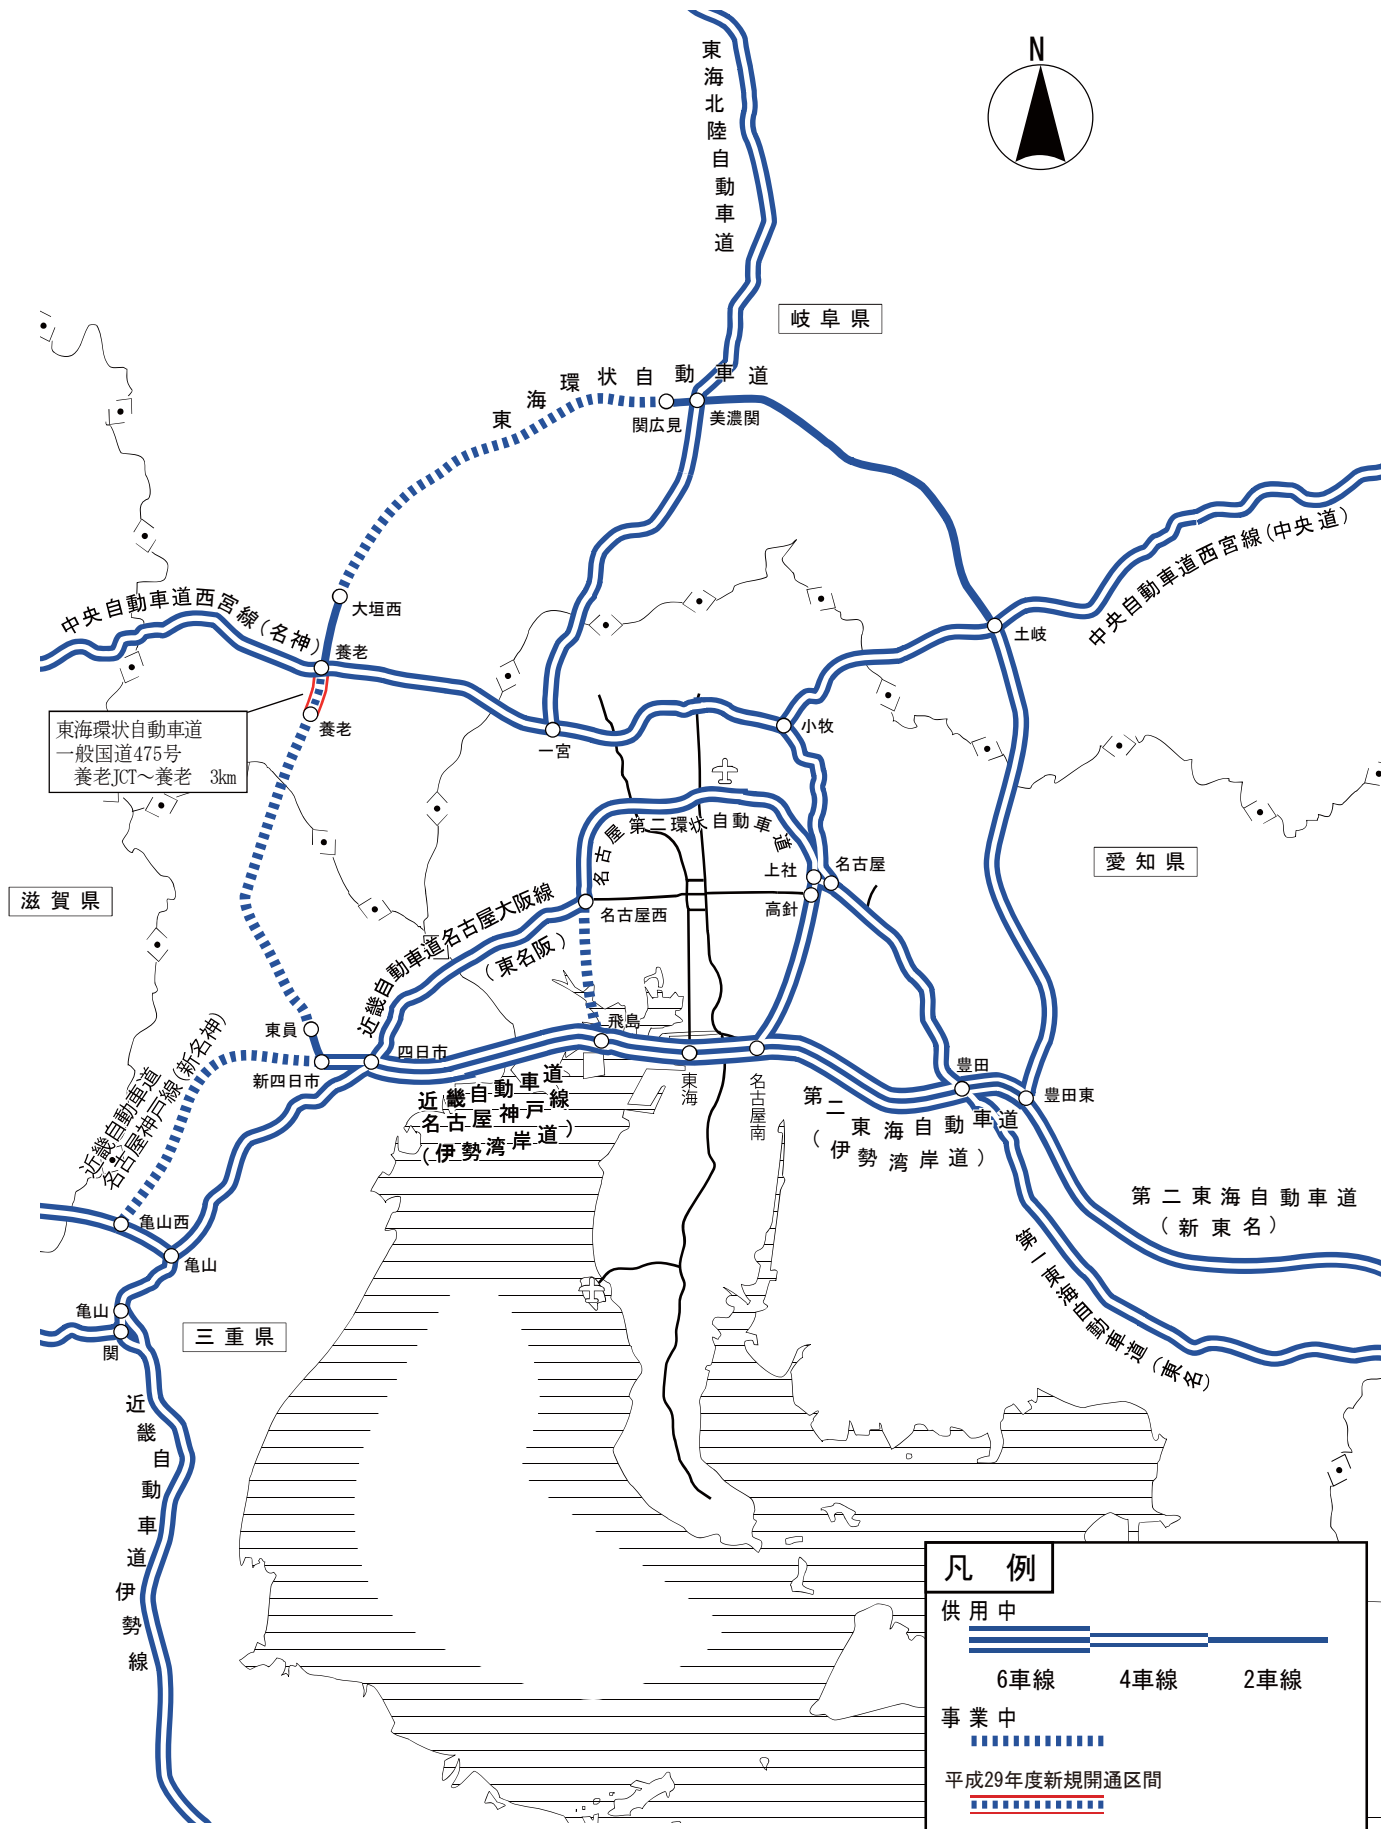 N
東海北陸自動車道
岐阜県
東海環状自動車道
関広見
美濃関
中央自動車道西宮線(中央道)
中央自動車道西宮線(名神)
大垣西
養老
土岐
養老
東海環状自動車道
一般国道475号
養老JCT～養老 3km
一宮
小牧
名古屋第二環状自動車道
上社
名古屋
愛知県
滋賀県
高針
名古屋西
近畿自動車道名古屋大阪線
(東名阪)
東員
飛島
四日市
新四日市
近畿自動車道
名古屋神戸線(新名神)
近畿自動車道
名古屋神戸線
(伊勢湾岸道)
東海
名古屋南
豊田
豊田東
第二東海自動車道
(伊勢湾岸道)
第二東海自動車道
(新東名)
第一東海自動車道(東名)
亀山西
亀山
亀山
関
三重県
近畿自動車道伊勢線
凡例
供用中
6車線 4車線 2車線
事業中
平成29年度新規開通区間